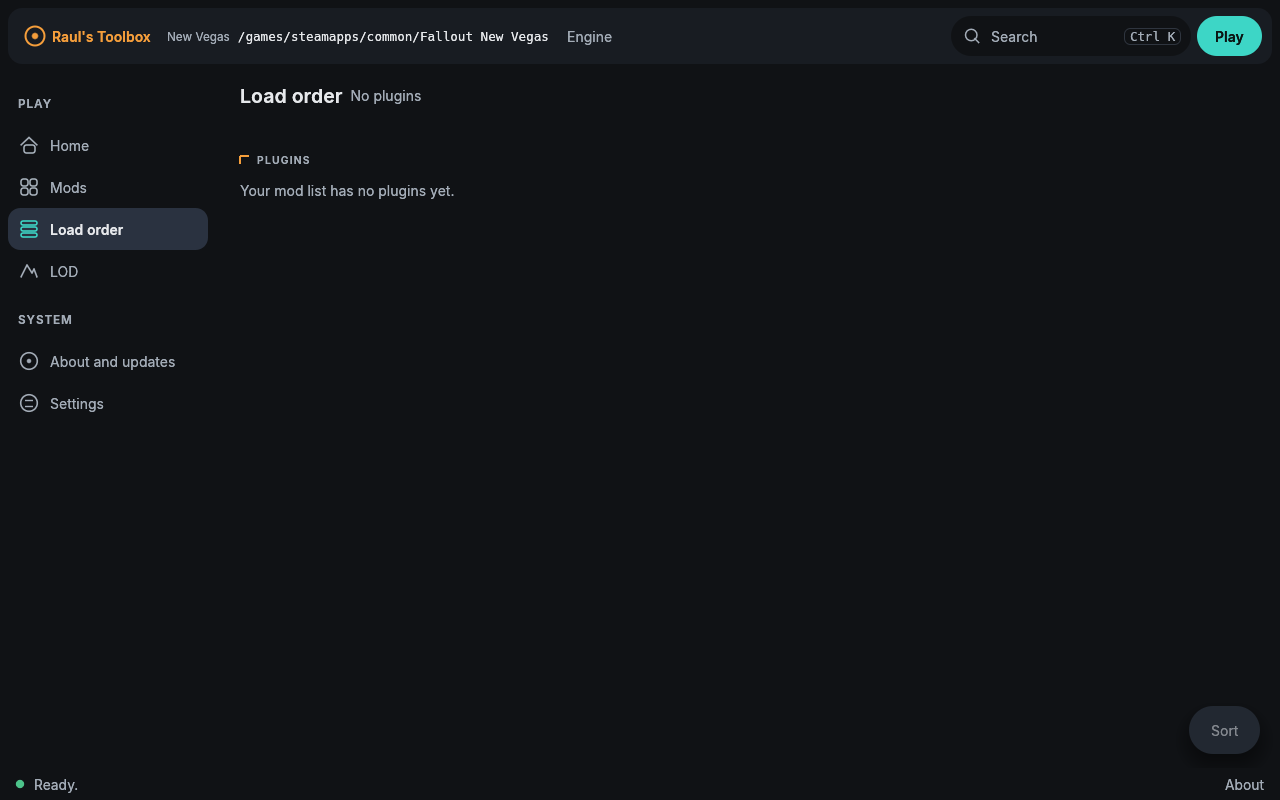 Raul's Toolbox New Vegas /games/steamapps/common/Fallout New Vegas Engine Search Ctrl K Play
PLAY
Home
Mods
Load order
LOD
SYSTEM
About and updates
Settings
Load order No plugins
PLUGINS
Your mod list has no plugins yet.
Sort
Ready.
About